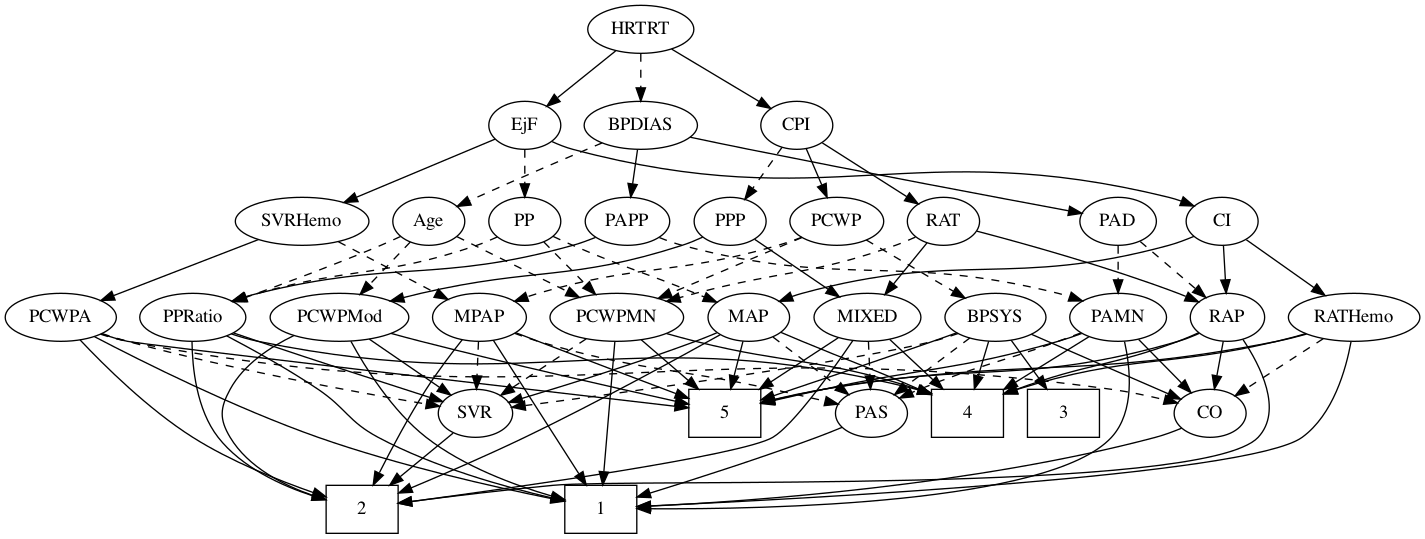 HRTRT
EjF BPDIAS CPI
SVRHemo Age PP PAPP PPP PCWP RAT PAD CI
PCWPA PPRatio PCWPMod MPAP PCWPMN MAP MIXED BPSYS PAMN RAP RATHemo
SVR 5 PAS 4 3 CO
2 1